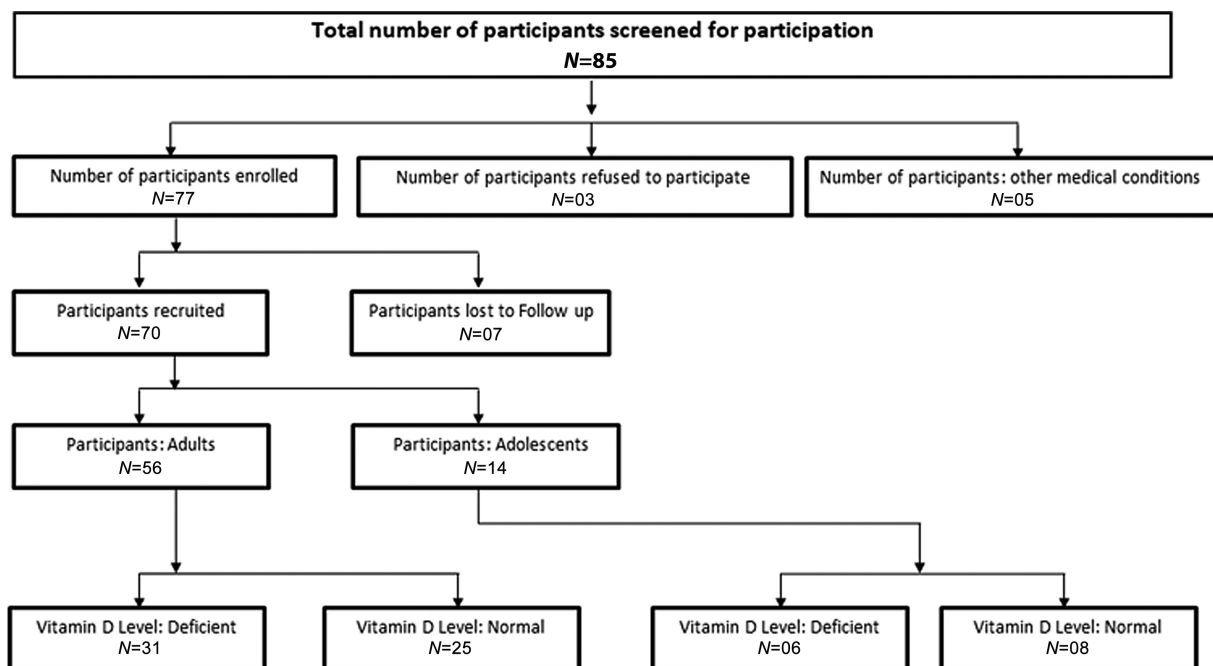 Total number of participants screened for participation
N=85
Number of participants enrolled
N=77
Number of participants refused to participate
N=03
Number of participants: other medical conditions
N=05
Participants recruited
N=70
Participants lost to Follow up
N=07
Participants: Adults
N=56
Participants: Adolescents
N=14
Vitamin D Level: Deficient
N=31
Vitamin D Level: Normal
N=25
Vitamin D Level: Deficient
N=06
Vitamin D Level: Normal
N=08